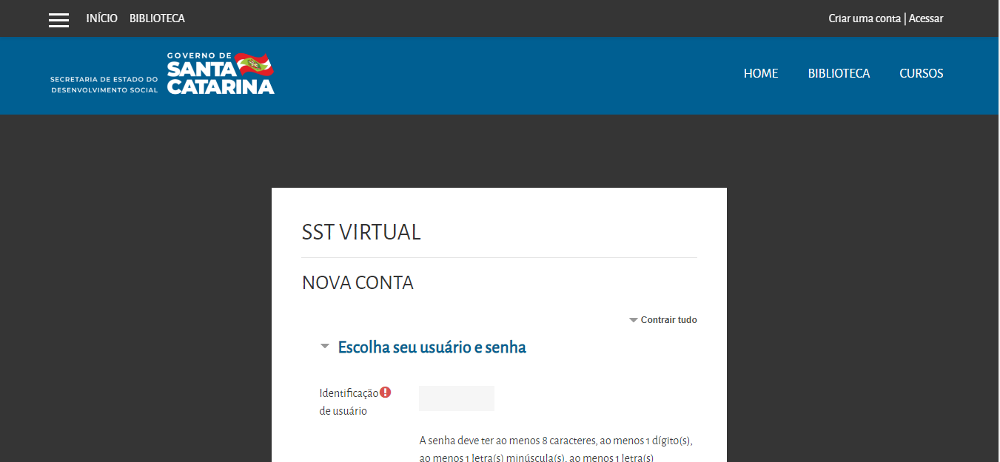 INÍCIO BIBLIOTECA Criar uma conta | Acessar
GOVERNO DE
SANTA
CATARINA
SECRETARIA DE ESTADO DO
DESENVOLVIMENTO SOCIAL
HOME BIBLIOTECA CURSOS
SST VIRTUAL
NOVA CONTA
Contrair tudo
Escolha seu usuário e senha
Identificação
de usuário
A senha deve ter ao menos 8 caracteres, ao menos 1 dígito(s),
ao menos 1 letra(s) minúscula(s), ao menos 1 letra(s)